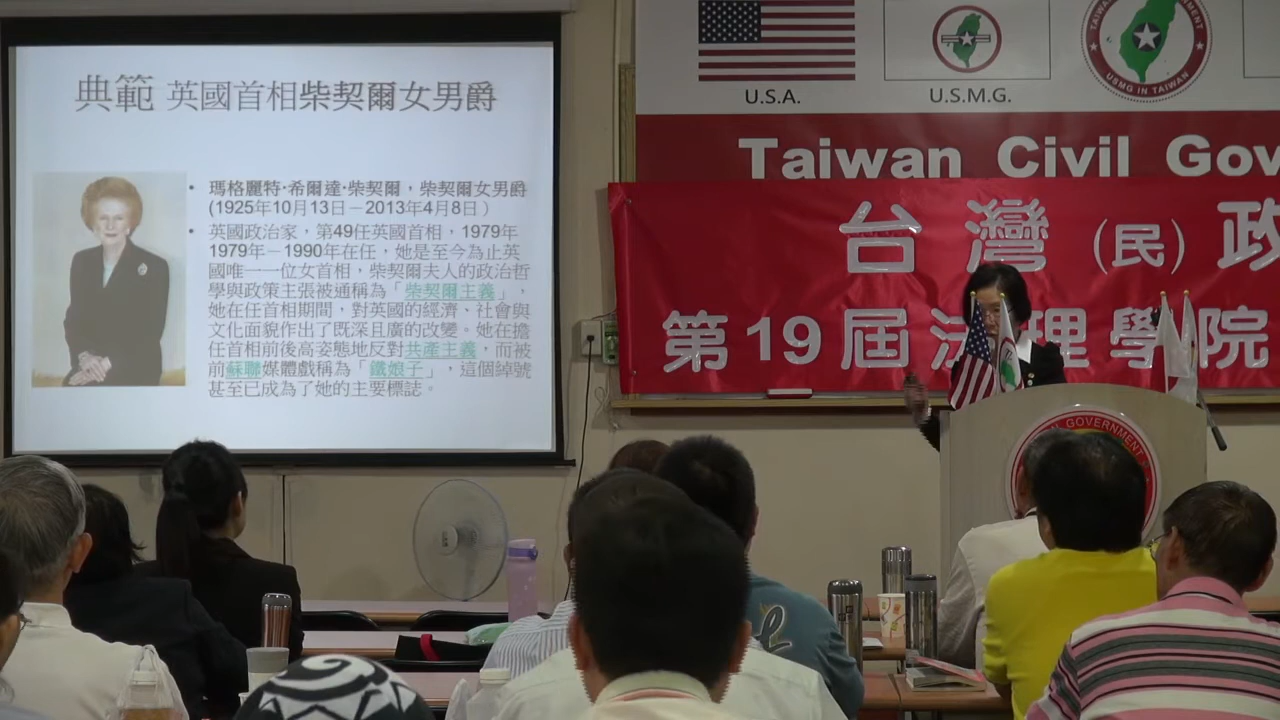 典範 英國首相柴契爾女男爵
• 瑪格麗特·希爾達·柴契爾，柴契爾女男爵
(1925年10月13日－2013年4月8日）
• 英國政治家，第49任英國首相，1979年
1979年－1990年在任，她是至今為止英
國唯一一位女首相，柴契爾夫人的政治哲
學與政策主張被通稱為「柴契爾主義」，
她在任首相期間，對英國的經濟、社會與
文化面貌作出了既深且廣的改變。她在擔
任首相前後高姿態地反對共產主義，而被
前蘇聯媒體戲稱為「鐵娘子」，這個綽號
甚至已成為了她的主要標誌。
U.S.A.
U.S.M.G.
USMG IN TAIWAN
Taiwan Civil Gov
台灣(民)政
第19屆法理學院
GOVERNMENT